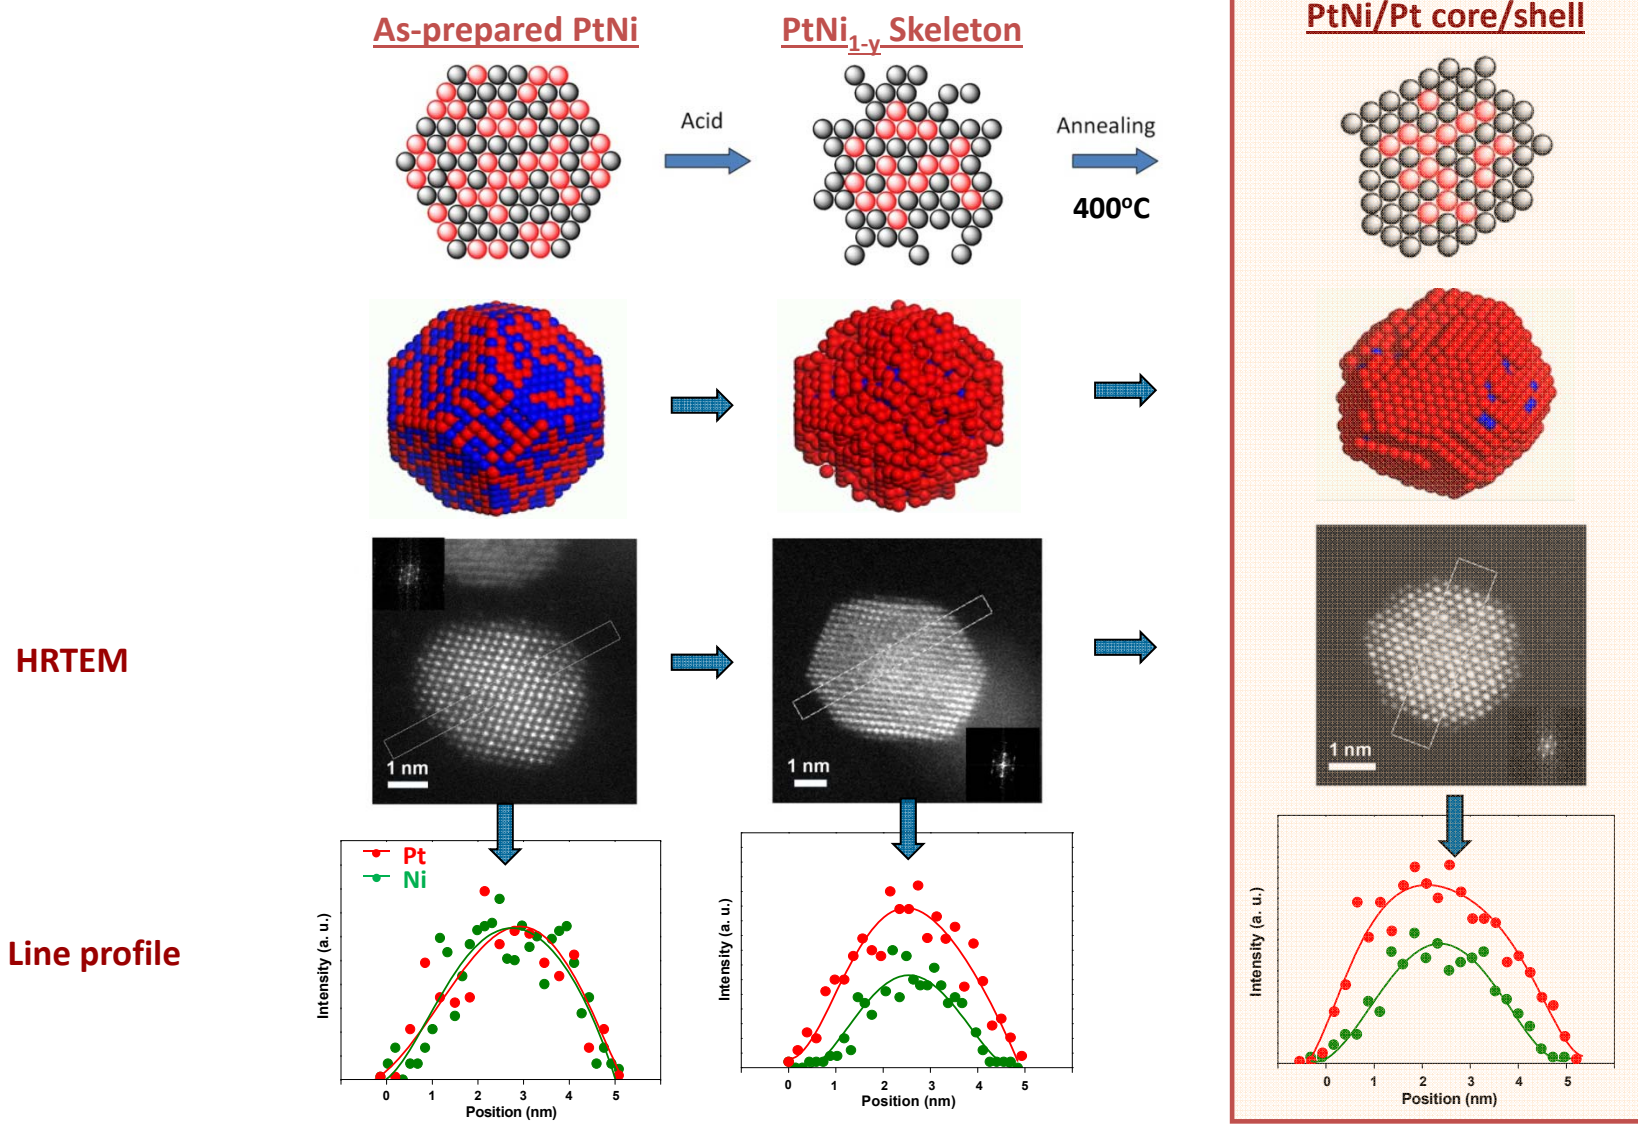 As-prepared PtNi
PtNi1-y Skeleton
PtNi/Pt core/shell
Acid
Annealing
400oC
HRTEM
1 nm
1 nm
1 nm
Line profile
Pt
Ni
Intensity (a. u.)
0 1 2 3 4 5
Position (nm)
Intensity (a. u.)
0 1 2 3 4 5
Position (nm)
Intensity (a. u.)
0 1 2 3 4 5
Position (nm)